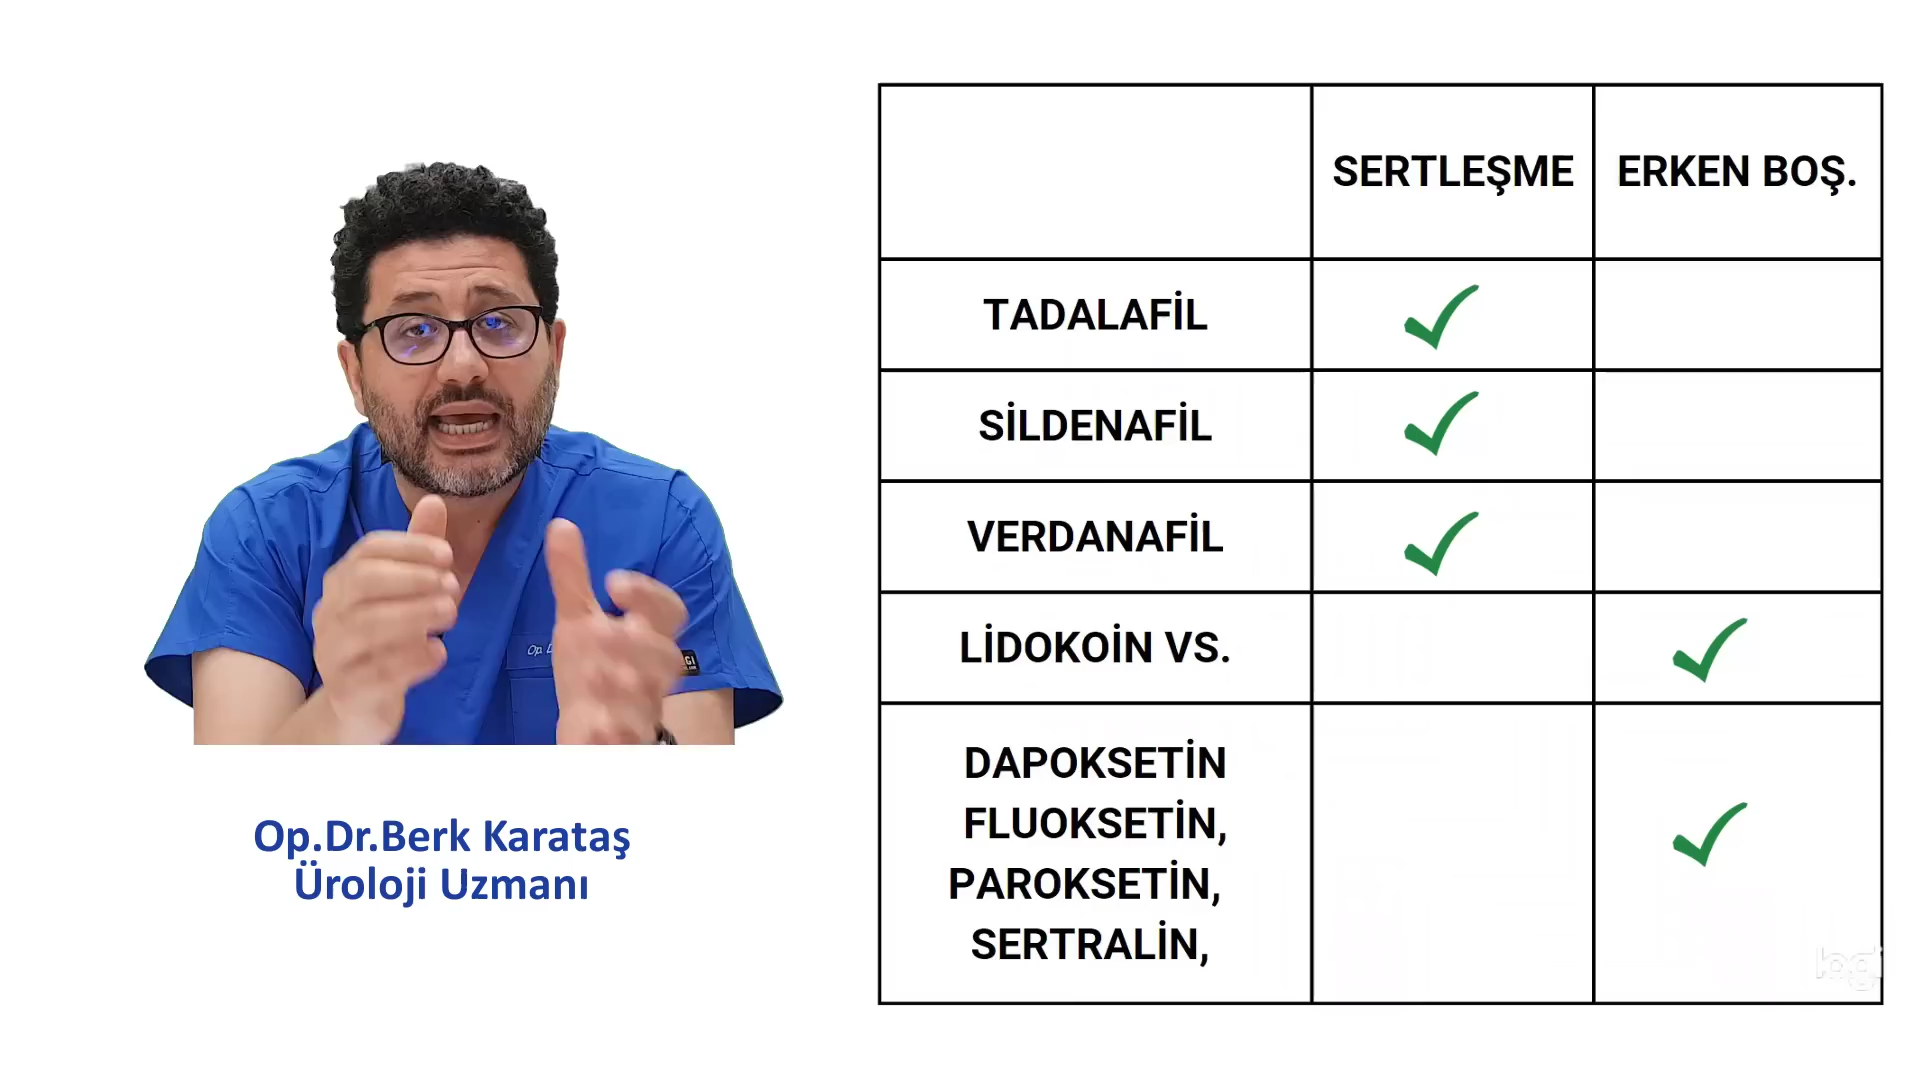 SERTLEŞME
ERKEN BOŞ.
TADALAFİL
SİLDENAFİL
VERDANAFİL
LİDOKOİN VS.
DAPOKSETİN
FLUOKSETİN,
PAROKSETİN,
SERTRALİN,
Op.
Op.Dr.Berk Karataş
Üroloji Uzmanı